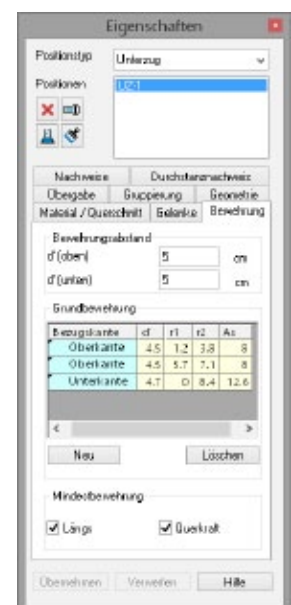 Eigenschaften
Positionstyp Unterzug
Positionen UZ-1
Nachweise Durchstanznachweis
Übergabe Gruppierung Geometrie
Material / Querschnitt Gelenke Bewehrung
Bewehrungsabstand
d'(oben) 5 cm
d'(unten) 5 cm
Grundbewehrung
Bezugskante d' r1 r2 As
Oberkante 4.5 1.2 3.8 8
Oberkante 4.5 5.7 7.1 8
Unterkante 4.7 0 8.4 12.6
Neu Löschen
Mindestbewehrung
Längs Querkraft
Übernehmen Verwerfen Hilfe